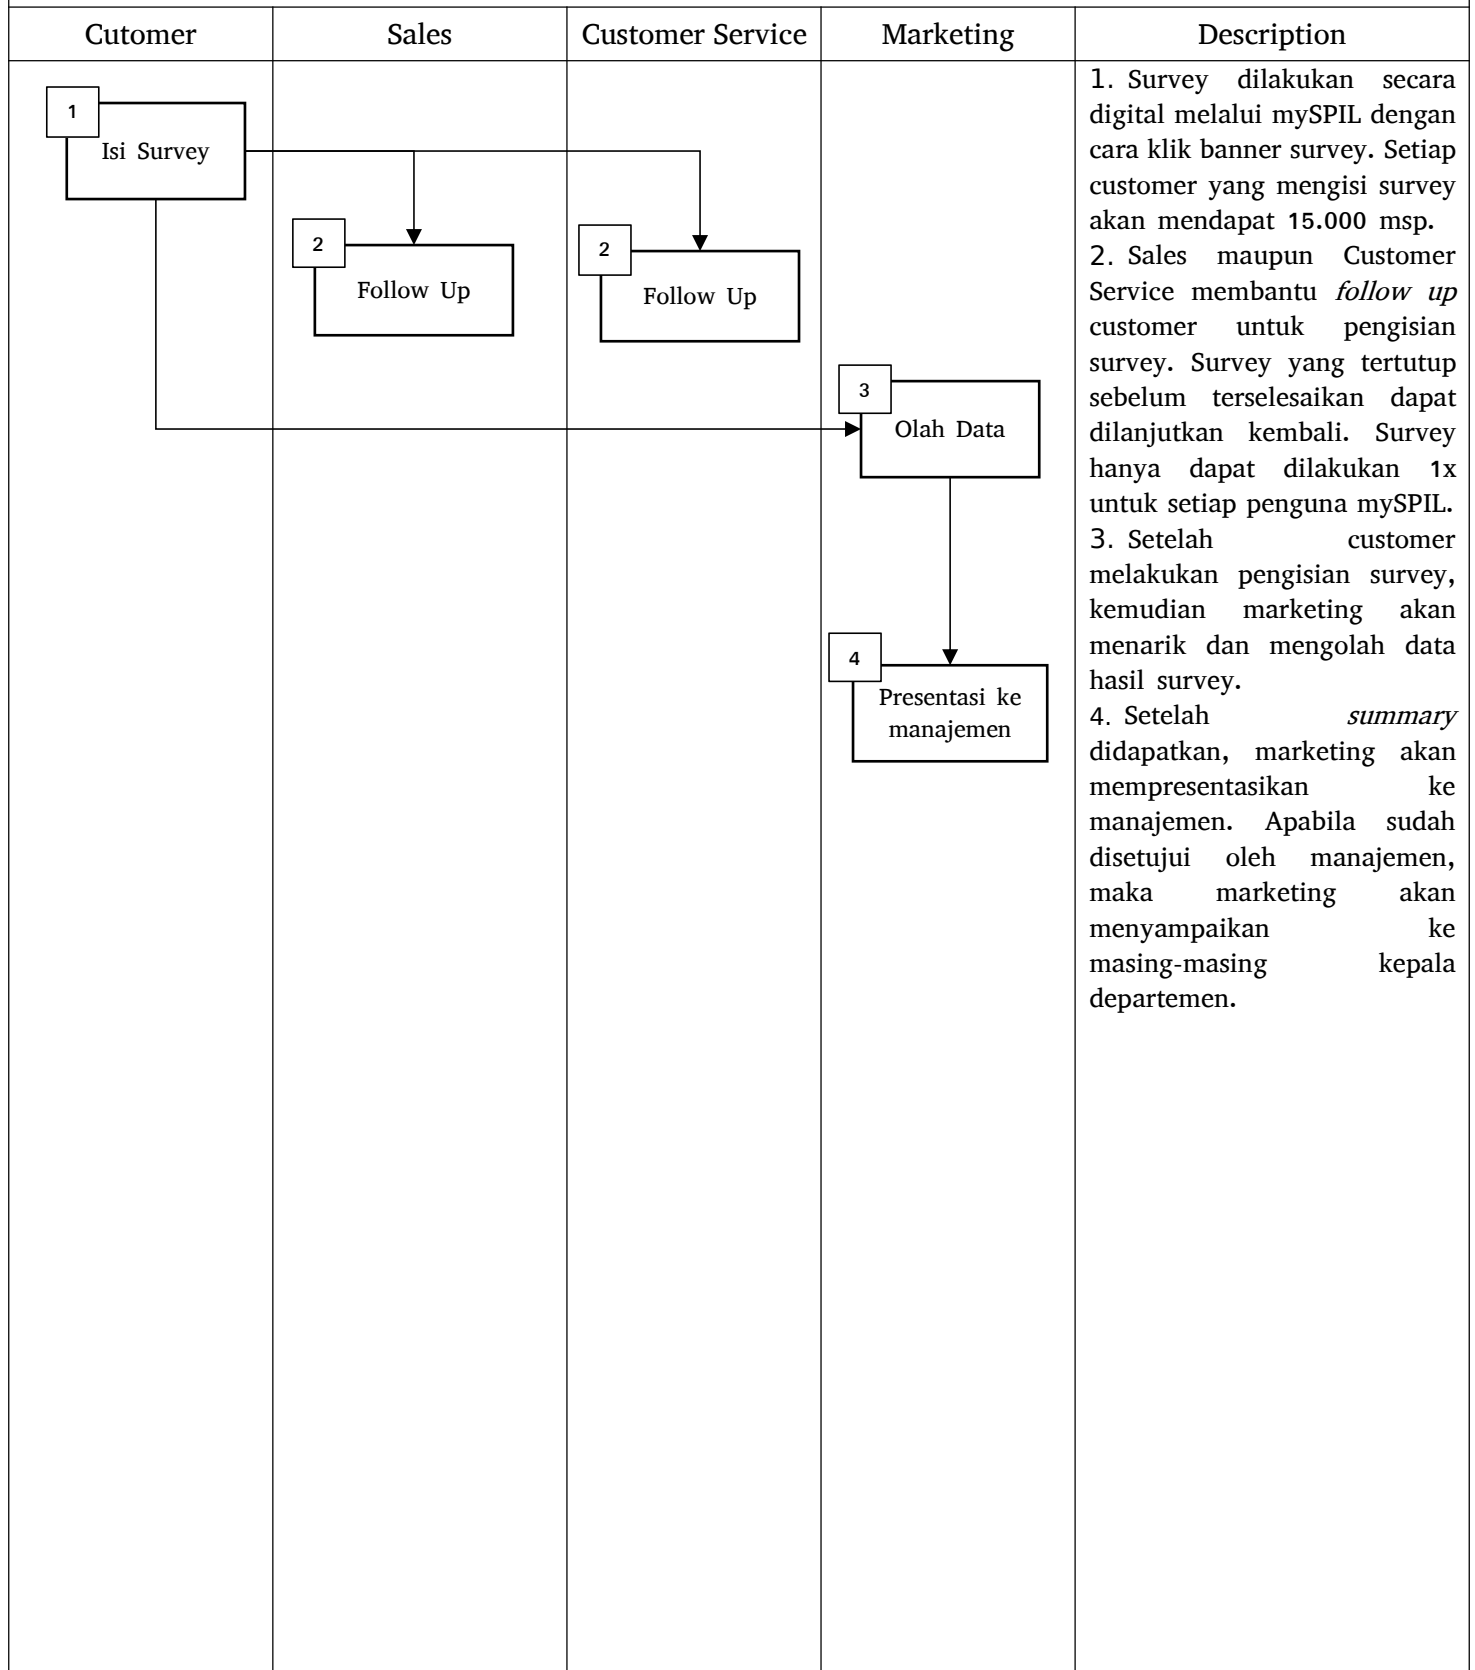 Cutomer
Sales
Customer Service
Marketing
Description
1
Isi Survey
2
Follow Up
2
Follow Up
3
Olah Data
4
Presentasi ke
manajemen
1. Survey dilakukan secara
digital melalui mySPIL dengan
cara klik banner survey. Setiap
customer yang mengisi survey
akan mendapat 15.000 msp.
2. Sales maupun Customer
Service membantu follow up
customer untuk pengisian
survey. Survey yang tertutup
sebelum terselesaikan dapat
dilanjutkan kembali. Survey
hanya dapat dilakukan 1x
untuk setiap penguna mySPIL.
3. Setelah customer
melakukan pengisian survey,
kemudian marketing akan
menarik dan mengolah data
hasil survey.
4. Setelah summary
didapatkan, marketing akan
mempresentasikan ke
manajemen. Apabila sudah
disetujui oleh manajemen,
maka marketing akan
menyampaikan ke
masing-masing kepala
departemen.